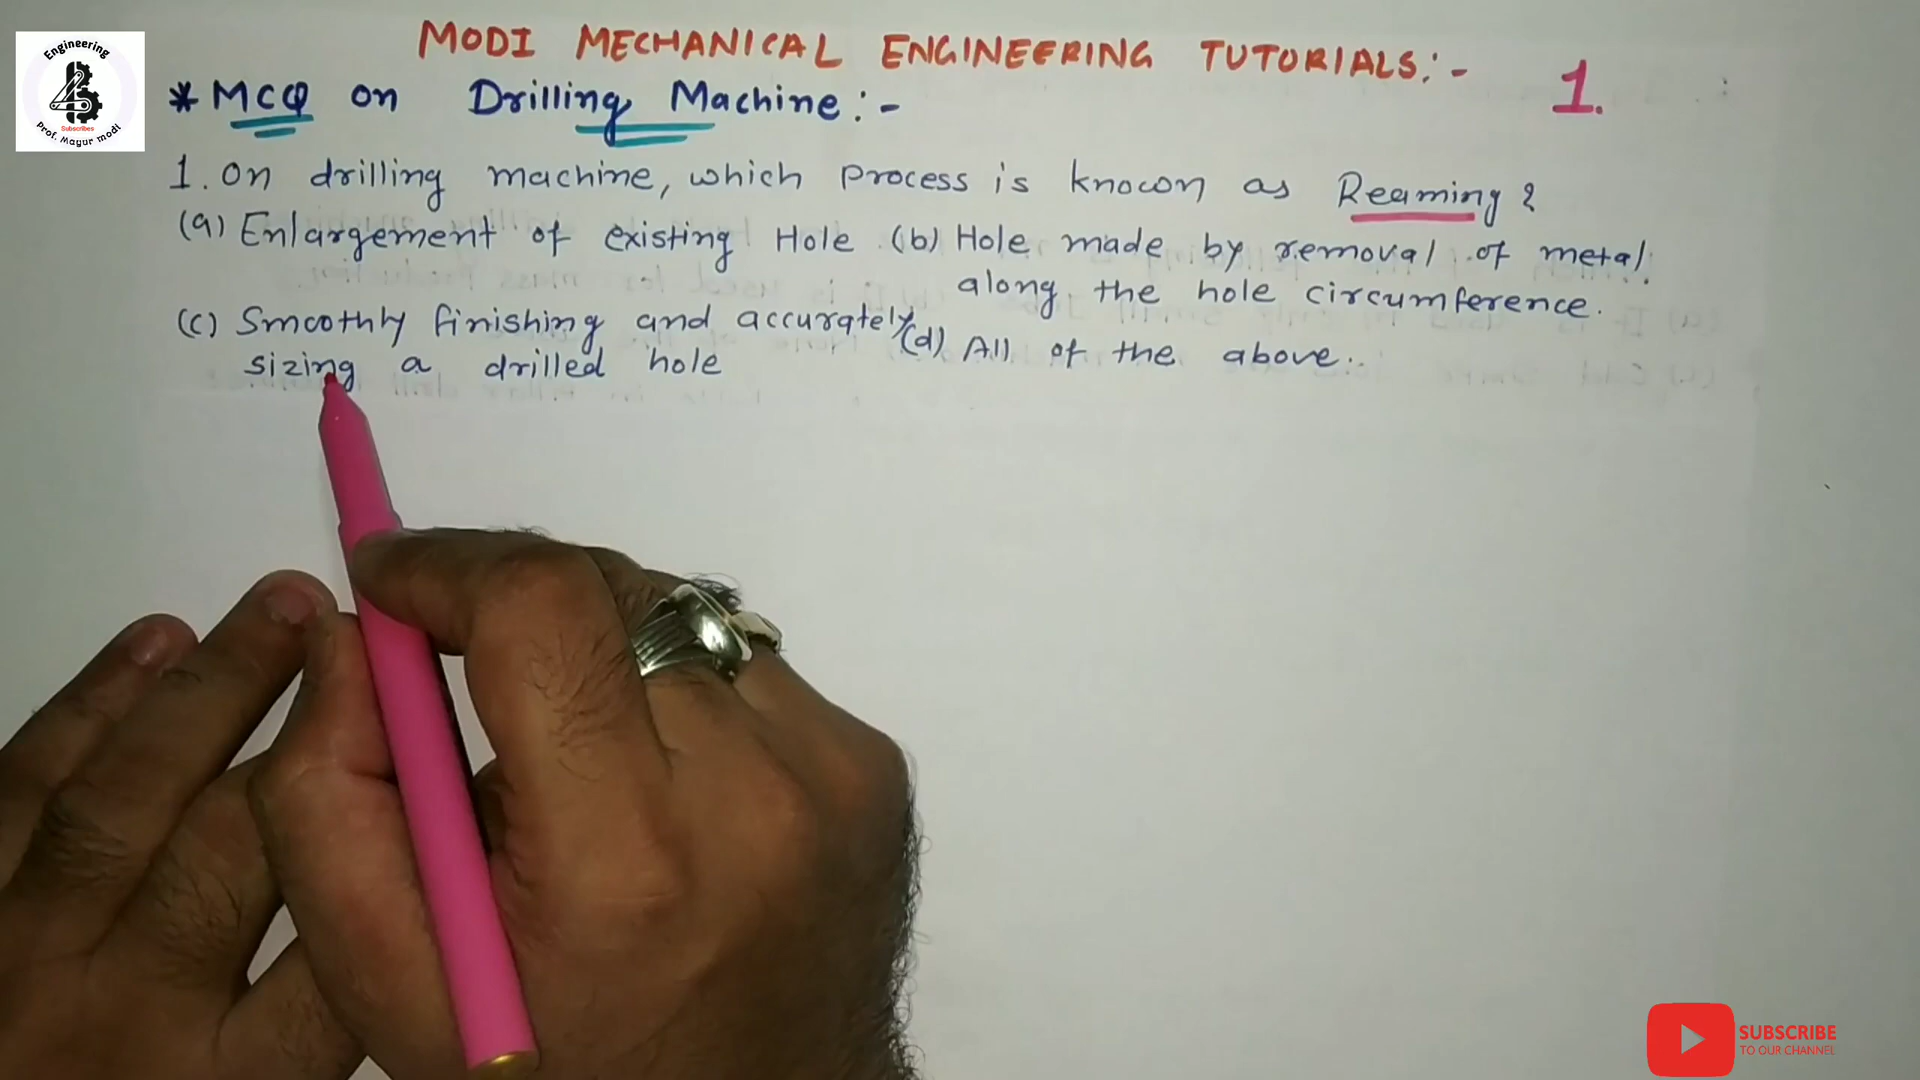 Engineering
Subscribes
Prof. Mayur modi
MODI MECHANICAL ENGINEERING TUTORIALS:-
1.
* MCQ on Drilling Machine:-
1. On drilling machine, which process is known as Reaming?
(a) Enlargement of existing Hole (b) Hole made by removal of metal along the hole circumference.
(c) Smoothly finishing and accurately sizing a drilled hole
(d) All of the above.
SUBSCRIBE
TO OUR CHANNEL